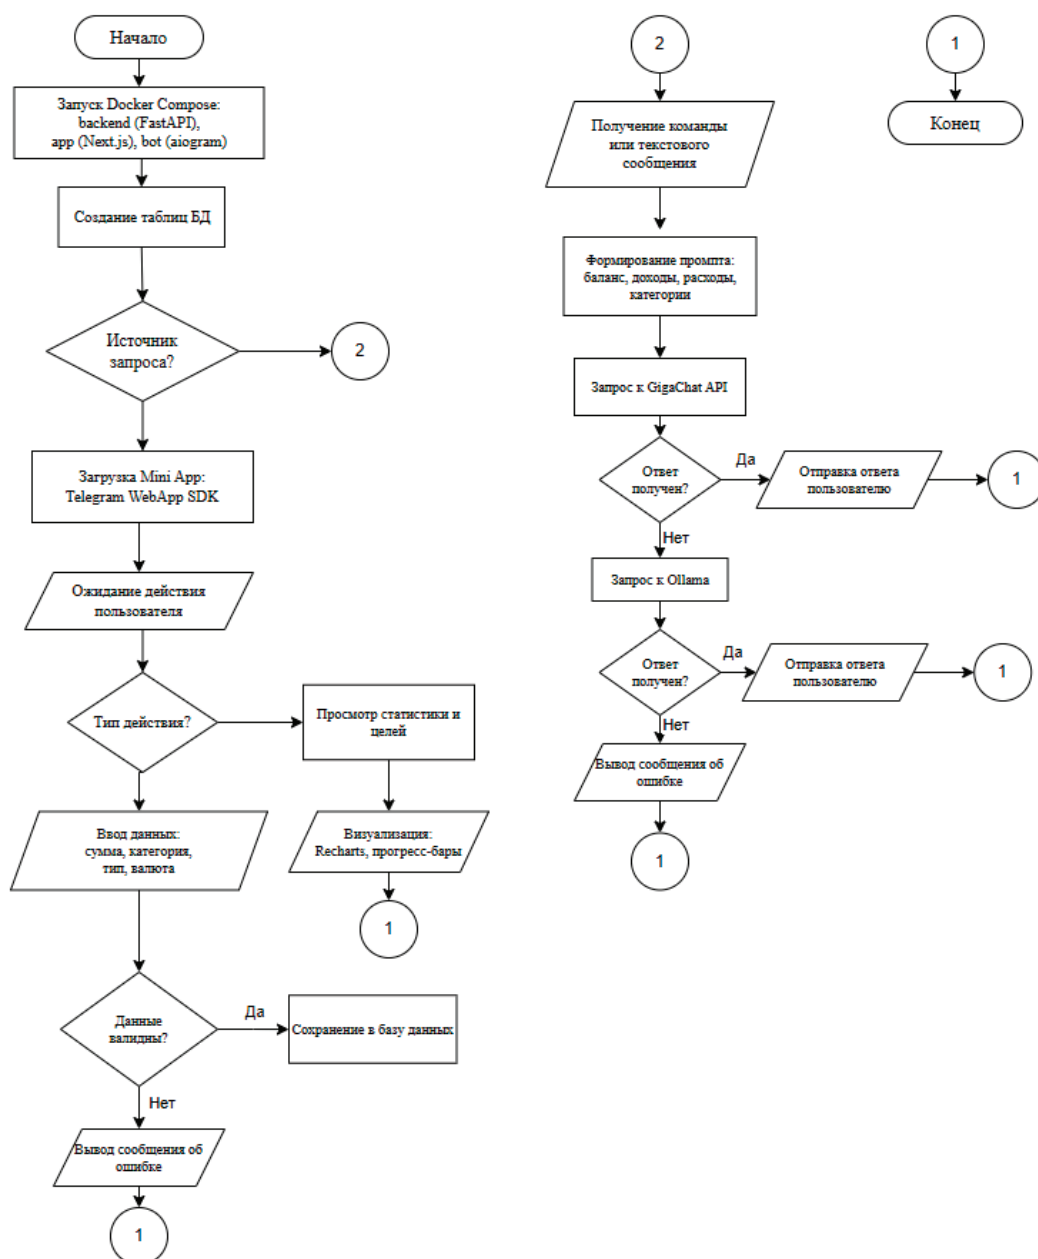 Начало
Запуск Docker Compose:
backend (FastAPI),
app (Next.js), bot (aiogram)
Создание таблиц БД
Источник
запроса?
2
Загрузка Mini App:
Telegram WebApp SDK
Ожидание действия
пользователя
Тип действия?
Просмотр статистики и
целей
Ввод данных:
сумма, категория,
тип, валюта
Визуализация:
Recharts, прогресс-бары
1
Данные
валидны?
Да
Сохранение в базу данных
Нет
Вывод сообщения об
ошибке
1
2
Получение команды
или текстового
сообщения
Формирование промпта:
баланс, доходы, расходы,
категории
Запрос к GigaChat API
Ответ
получен?
Да
Отправка ответа
пользователю
1
Нет
Запрос к Ollama
Ответ
получен?
Да
Отправка ответа
пользователю
1
Нет
Вывод сообщения об
ошибке
1
1
Конец